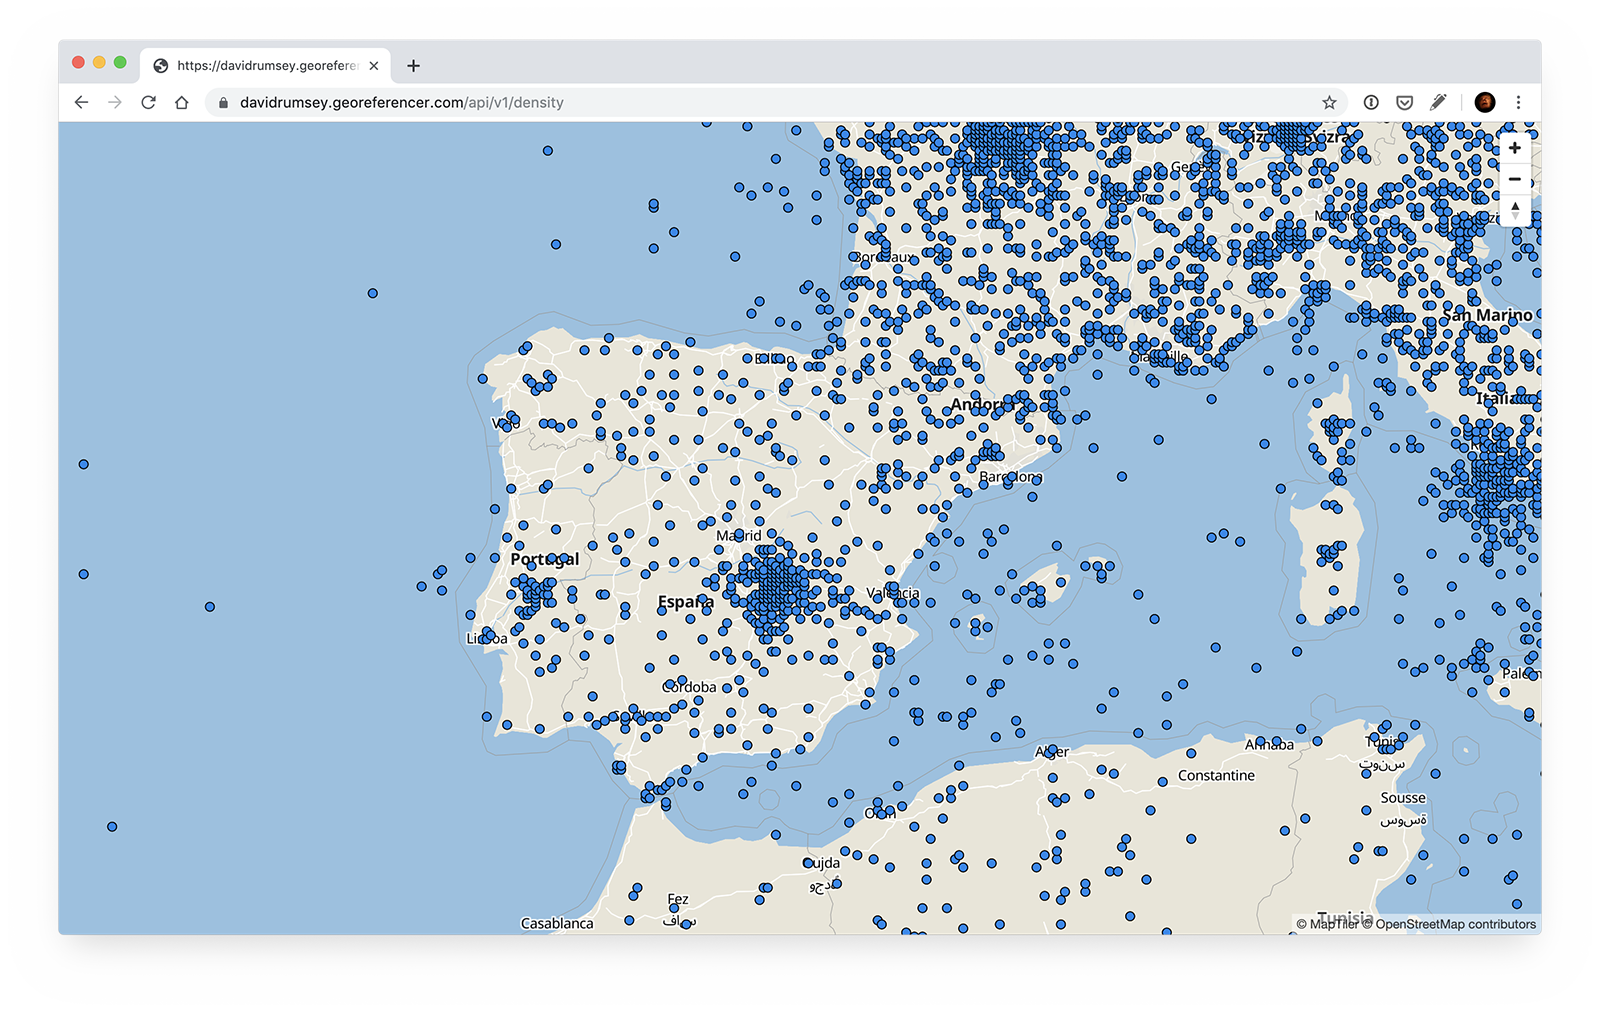 https://davidrumsey.georefere
davidrumsey.georeferencer.com/api/v1/density
Bordeaux
San Marino
Marseille
Bilbao
Andorra
Italia
Vigo
Barcelona
Madrid
Portugal
España
Valencia
Lisboa
Córdoba
Alger
Annaba
Tunis
تونس
Constantine
Sousse
سوسة
Oran
Oujda
وجدة
Fez
فاس
Casablanca
Tunisia
© MapTiler © OpenStreetMap contributors